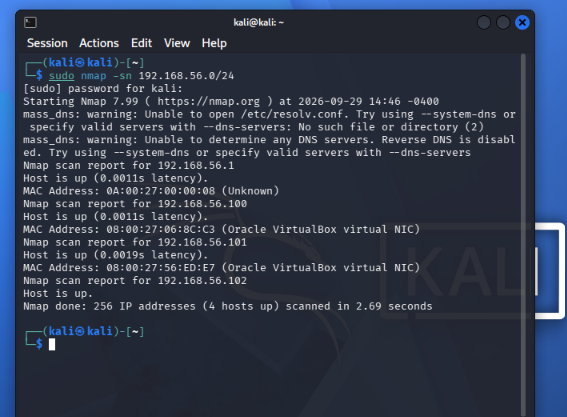 kali@kali: ~
Session Actions Edit View Help
┌──(kali㉿kali)-[~]
└─$ sudo nmap -sn 192.168.56.0/24
[sudo] password for kali:
Starting Nmap 7.99 ( https://nmap.org ) at 2026-09-29 14:46 -0400
mass_dns: warning: Unable to open /etc/resolv.conf. Try using --system-dns or
specify valid servers with --dns-servers: No such file or directory (2)
mass_dns: warning: Unable to determine any DNS servers. Reverse DNS is disabl
ed. Try using --system-dns or specify valid servers with --dns-servers
Nmap scan report for 192.168.56.1
Host is up (0.0011s latency).
MAC Address: 0A:00:27:00:00:08 (Unknown)
Nmap scan report for 192.168.56.100
Host is up (0.0011s latency).
MAC Address: 08:00:27:06:8C:C3 (Oracle VirtualBox virtual NIC)
Nmap scan report for 192.168.56.101
Host is up (0.0019s latency).
MAC Address: 08:00:27:56:ED:E7 (Oracle VirtualBox virtual NIC)
Nmap scan report for 192.168.56.102
Host is up.
Nmap done: 256 IP addresses (4 hosts up) scanned in 2.69 seconds
┌──(kali㉿kali)-[~]
└─$
KALI